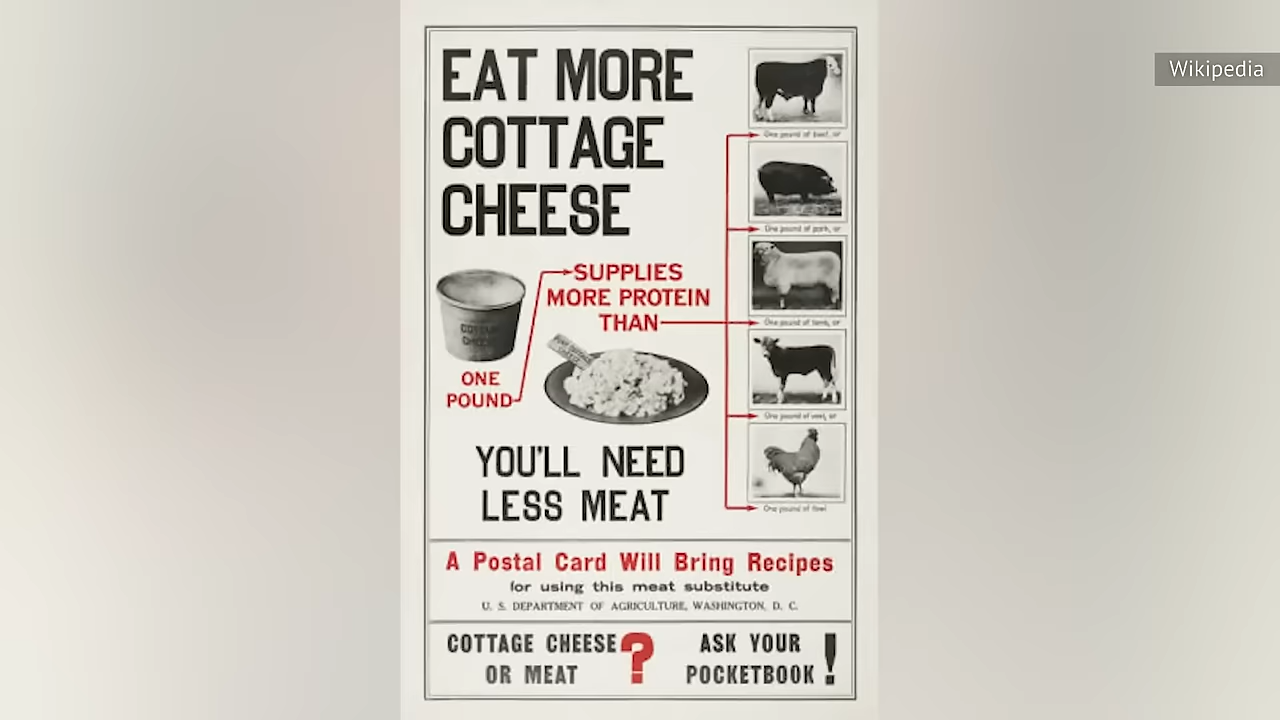 Wikipedia
EAT MORE
COTTAGE
CHEESE
One pound of beef, or
One pound of pork, or
One pound of lamb, or
One pound of veal, or
One pound of fowl
SUPPLIES
MORE PROTEIN
THAN
COTTAGE
CHEESE
ONE
POUND
YOU'LL NEED
LESS MEAT
A Postal Card Will Bring Recipes
for using this meat substitute
U. S. DEPARTMENT OF AGRICULTURE, WASHINGTON, D. C.
COTTAGE CHEESE ? ASK YOUR
OR MEAT POCKETBOOK !